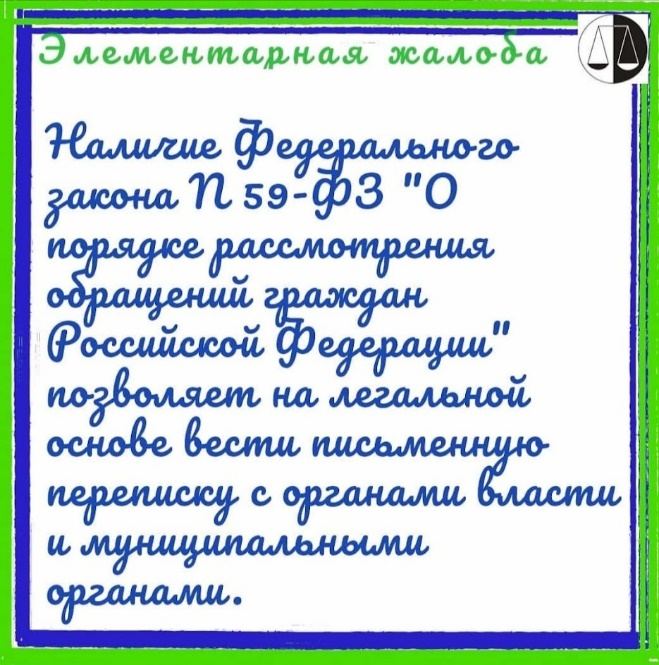 Элементарная жалоба
Наличие Федерального
закона П 59-ФЗ "О
порядке рассмотрения
обращений граждан
Российской Федерации"
позволяет на легальной
основе вести письменную
переписку с органами власти
и муниципальными
органами.